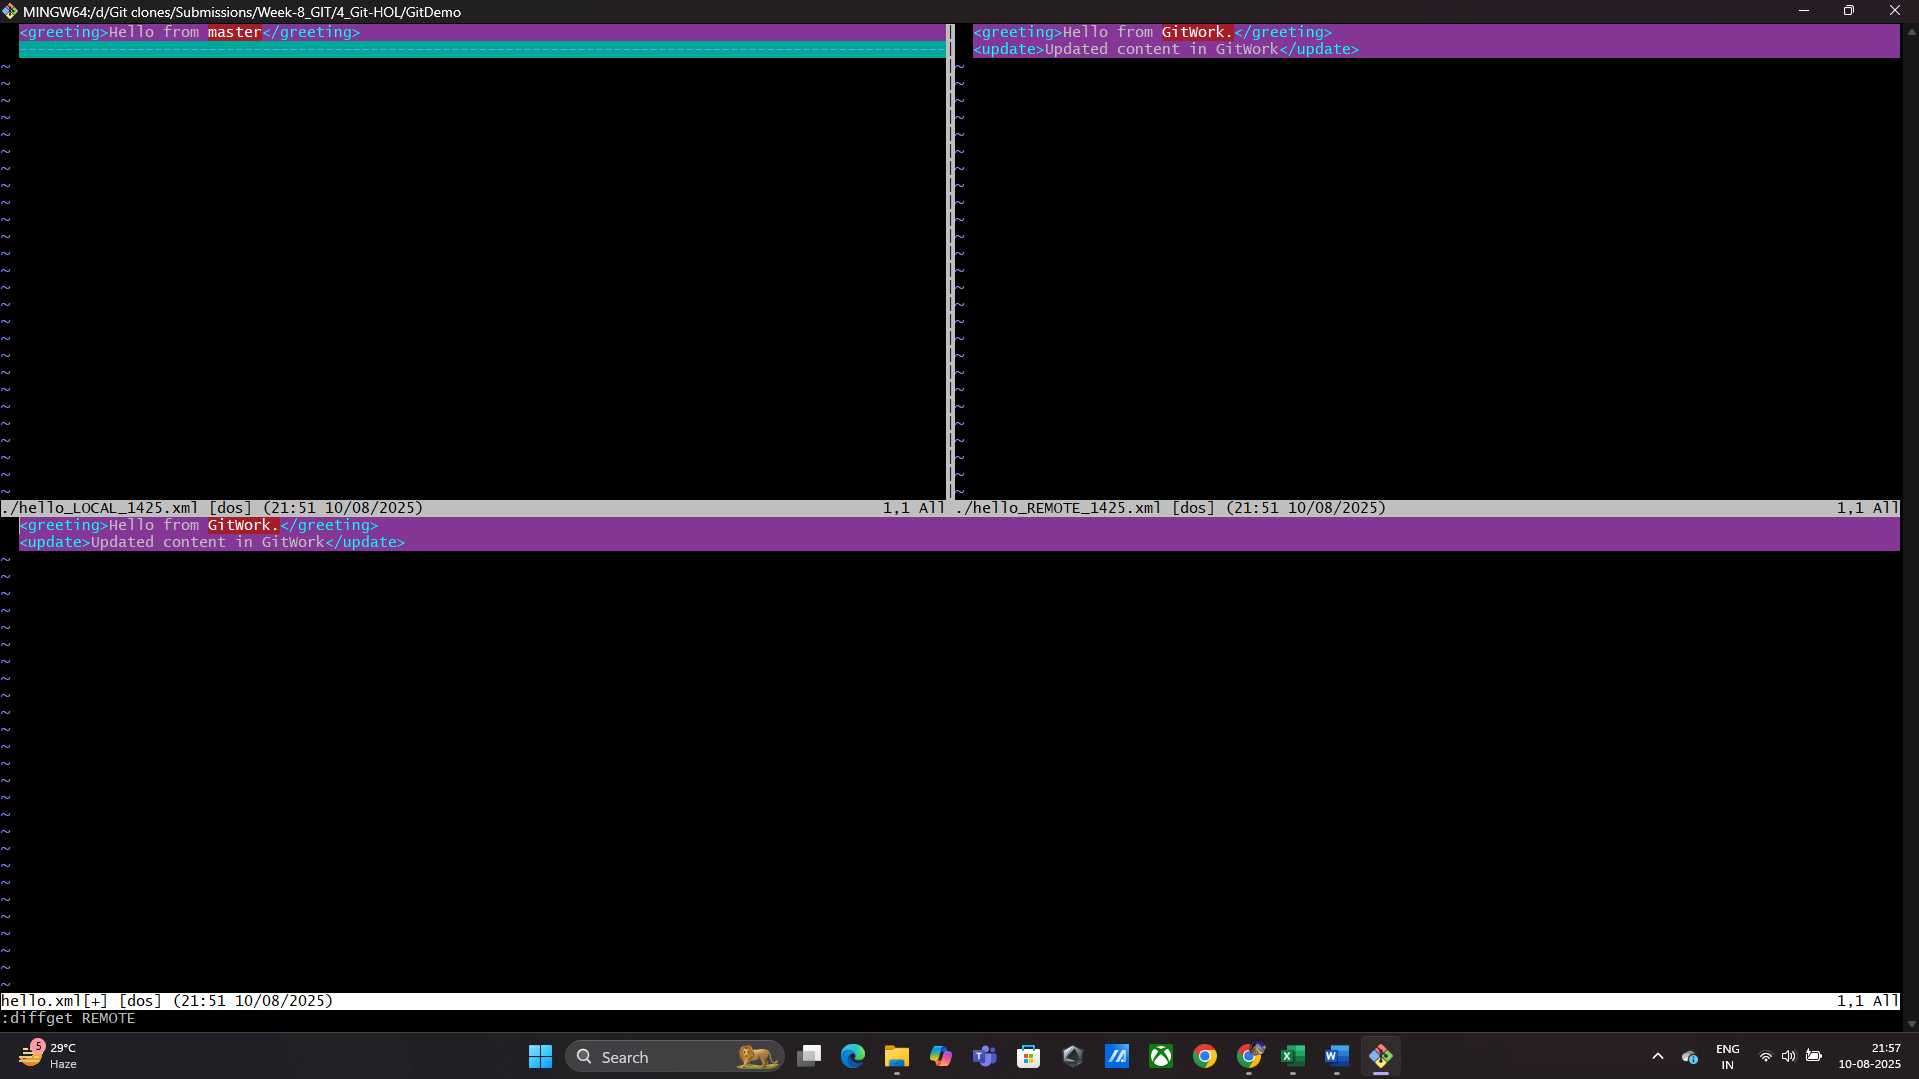 MINGW64:/d/Git clones/Submissions/Week-8_GIT/4_Git-HOL/GitDemo
<greeting>Hello from master</greeting>
<greeting>Hello from GitWork.</greeting>
<update>Updated content in GitWork</update>
./hello_LOCAL_1425.xml [dos] (21:51 10/08/2025) 1,1 All
./hello_REMOTE_1425.xml [dos] (21:51 10/08/2025) 1,1 All
<greeting>Hello from GitWork.</greeting>
<update>Updated content in GitWork</update>
hello.xml[+] [dos] (21:51 10/08/2025) 1,1 All
:diffget REMOTE
5
29°C
Haze
Search
ENG
IN
21:57
10-08-2025